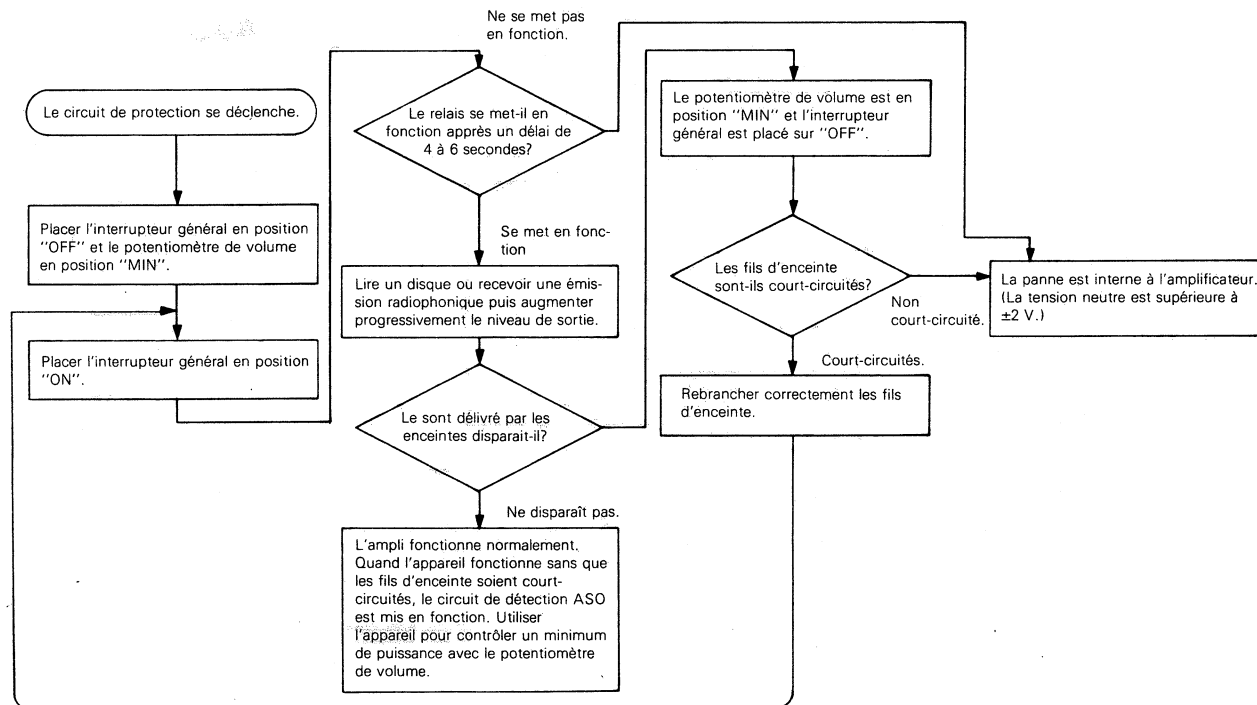 Le circuit de protection se déclenche.
Placer l'interrupteur général en position
"OFF" et le potentiomètre de volume
en position "MIN".
Placer l'interrupteur général en position
"ON".
Ne se met pas
en fonction.
Le relais se met-il en
fonction apprès un délai de
4 à 6 secondes?
Se met en fonc-
tion
Lire un disque ou recevoir une émis-
sion radiophonique puis augmenter
progressivement le niveau de sortie.
Le sont délivré par les
enceintes disparait-il?
Ne disparaît pas.
L'ampli fonctionne normalement.
Quand l'appareil fonctionne sans que
les fils d'enceinte soient court-
circuités, le circuit de détection ASO
est mis en fonction. Utiliser
l'appareil pour contrôler un minimum
de puissance avec le potentiomètre
de volume.
Le potentiomètre de volume est en
position "MIN" et l'interrupteur
général est placé sur "OFF".
Les fils d'enceinte
sont-ils court-circuités?
Non
court-circuité.
Court-circuités.
Rebrancher correctement les fils
d'enceinte.
La panne est interne à l'amplificateur.
(La tension neutre est supérieure à
±2 V.)